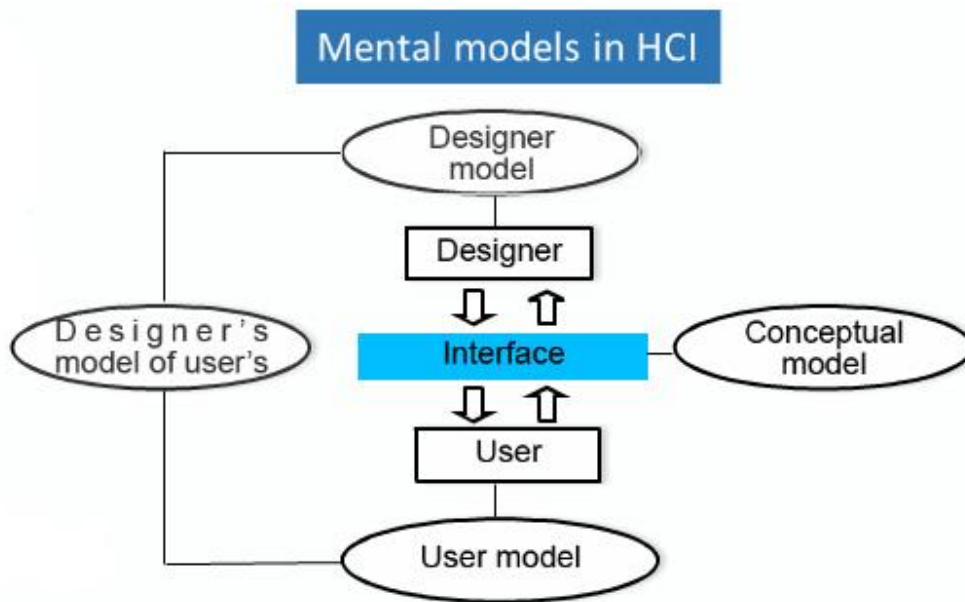 Mental models in HCI
Designer
model
Designer
Designer's
model of user's
Interface
Conceptual
model
User
User model